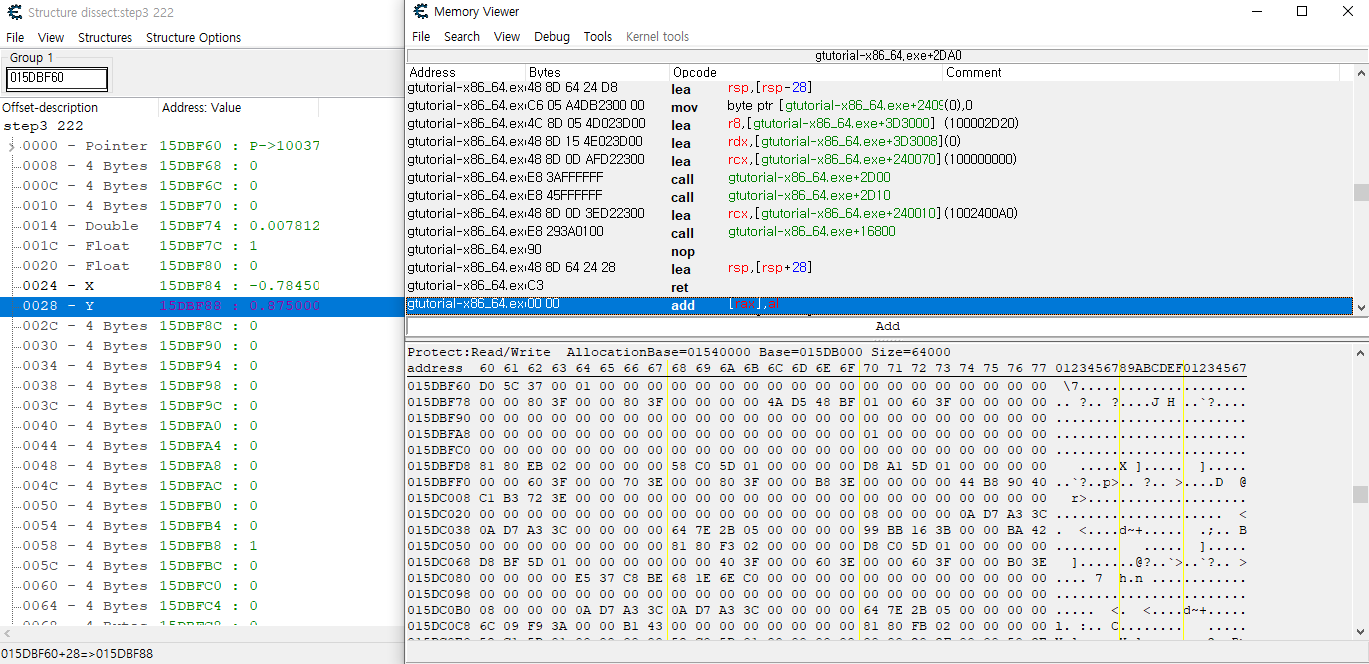 Structure dissect:step3 222
File View Structures Structure Options
Group 1
015DBF60
Offset-description Address: Value
step3 222
0000 - Pointer 15DBF60 : P->10037
0008 - 4 Bytes 15DBF68 : 0
000C - 4 Bytes 15DBF6C : 0
0010 - 4 Bytes 15DBF70 : 0
0014 - Double 15DBF74 : 0.007812
001C - Float 15DBF7C : 1
0020 - Float 15DBF80 : 0
0024 - X 15DBF84 : -0.78450
0028 - Y 15DBF88 : 0.875000
002C - 4 Bytes 15DBF8C : 0
0030 - 4 Bytes 15DBF90 : 0
0034 - 4 Bytes 15DBF94 : 0
0038 - 4 Bytes 15DBF98 : 0
003C - 4 Bytes 15DBF9C : 0
0040 - 4 Bytes 15DBFA0 : 0
0044 - 4 Bytes 15DBFA4 : 0
0048 - 4 Bytes 15DBFA8 : 0
004C - 4 Bytes 15DBFAC : 0
0050 - 4 Bytes 15DBFB0 : 0
0054 - 4 Bytes 15DBFB4 : 0
0058 - 4 Bytes 15DBFB8 : 1
005C - 4 Bytes 15DBFBC : 0
0060 - 4 Bytes 15DBFC0 : 0
0064 - 4 Bytes 15DBFC4 : 0
015DBF60+28=>015DBF88
Memory Viewer
File Search View Debug Tools Kernel tools
gtutorial-x86_64.exe+2DA0
Address Bytes Opcode Comment
gtutorial-x86_64.ex 48 8D 64 24 D8 lea rsp,[rsp-28]
gtutorial-x86_64.ex C6 05 A4DB2300 00 mov byte ptr [gtutorial-x86_64.exe+2409 (0),0
gtutorial-x86_64.ex 4C 8D 05 4D023D00 lea r8,[gtutorial-x86_64.exe+3D3000] (100002D20)
gtutorial-x86_64.ex 48 8D 15 4E023D00 lea rdx,[gtutorial-x86_64.exe+3D3008] (0)
gtutorial-x86_64.ex 48 8D 0D AFD22300 lea rcx,[gtutorial-x86_64.exe+240070] (100000000)
gtutorial-x86_64.ex E8 3AFFFFFF call gtutorial-x86_64.exe+2D00
gtutorial-x86_64.ex E8 45FFFFFF call gtutorial-x86_64.exe+2D10
gtutorial-x86_64.ex 48 8D 0D 3ED22300 lea rcx,[gtutorial-x86_64.exe+240010] (1002400A0)
gtutorial-x86_64.ex E8 293A0100 call gtutorial-x86_64.exe+16800
gtutorial-x86_64.ex 90 nop
gtutorial-x86_64.ex 48 8D 64 24 28 lea rsp,[rsp+28]
gtutorial-x86_64.ex C3 ret
gtutorial-x86_64.ex 00 00 add
Add
Protect:Read/Write AllocationBase=01540000 Base=015DB000 Size=64000
address 60 61 62 63 64 65 66 67 68 69 6A 6B 6C 6D 6E 6F 70 71 72 73 74 75 76 77 0123456789ABCDEF01234567
015DBF60 D0 5C 37 00 01 00 00 00 00 00 00 00 00 00 00 00 00 00 00 00 00 00 00 00 \7....................
015DBF78 00 00 80 3F 00 00 80 3F 00 00 00 00 4A D5 48 BF 01 00 60 3F 00 00 00 00 .. ?.. ?....J H ..`?....
015DBF90 00 00 00 00 00 00 00 00 00 00 00 00 00 00 00 00 00 00 00 00 00 00 00 00 ........................
015DBFA8 00 00 00 00 00 00 00 00 00 00 00 00 00 00 00 00 01 00 00 00 00 00 00 00 ........................
015DBFC0 00 00 00 00 00 00 00 00 00 00 00 00 00 00 00 00 00 00 00 00 00 00 00 00 ........................
015DBFD8 81 80 EB 02 00 00 00 00 58 C0 5D 01 00 00 00 00 D8 A1 5D 01 00 00 00 00 .....X ]..... ].....
015DBFF0 00 00 60 3F 00 00 70 3E 00 00 80 3F 00 00 B8 3E 00 00 00 00 44 B8 90 40 ..`?..p>.. ?.. >....D @
015DC008 C1 B3 72 3E 00 00 00 00 00 00 00 00 00 00 00 00 00 00 00 00 00 00 00 00 r>....................
015DC020 00 00 00 00 00 00 00 00 00 00 00 00 00 00 00 00 08 00 00 00 0A D7 A3 3C ..................... <
015DC038 0A D7 A3 3C 00 00 00 00 64 7E 2B 05 00 00 00 00 99 BB 16 3B 00 00 BA 42 . <....d~+..... .;.. B
015DC050 00 00 00 00 00 00 00 00 81 80 F3 02 00 00 00 00 D8 C0 5D 01 00 00 00 00 ......... ..... ].....
015DC068 D8 BF 5D 01 00 00 00 00 00 00 40 3F 00 00 60 3E 00 00 60 3F 00 00 B0 3E ].......@?..`>..`?.. >
015DC080 00 00 00 00 E5 37 C8 BE 68 1E 6E C0 00 00 00 00 00 00 00 00 00 00 00 00 .... 7 h.n ............
015DC098 00 00 00 00 00 00 00 00 00 00 00 00 00 00 00 00 00 00 00 00 00 00 00 00 ........................
015DC0B0 08 00 00 00 0A D7 A3 3C 0A D7 A3 3C 00 00 00 00 64 7E 2B 05 00 00 00 00 ..... <. <....d~+.....
015DC0C8 6C 09 F9 3A 00 00 B1 43 00 00 00 00 00 00 00 00 81 80 FB 02 00 00 00 00 l. :.. C........ .....